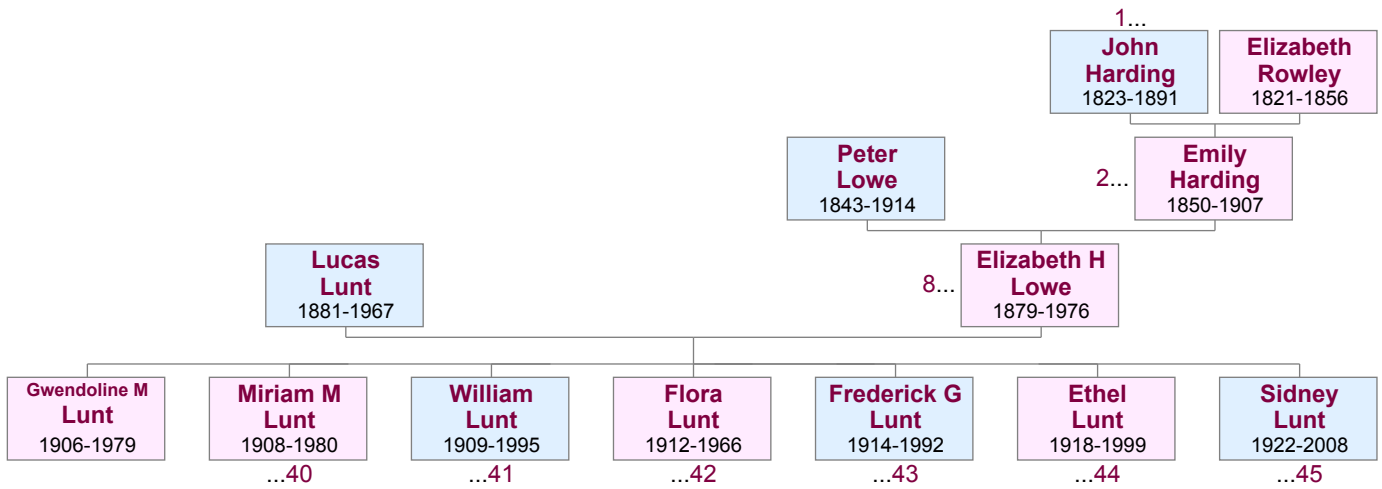 1...
John
Harding
1823-1891
Elizabeth
Rowley
1821-1856
Peter
Lowe
1843-1914
2...
Emily
Harding
1850-1907
Lucas
Lunt
1881-1967
8...
Elizabeth H
Lowe
1879-1976
Gwendoline M
Lunt
1906-1979
Miriam M
Lunt
1908-1980
...40
William
Lunt
1909-1995
...41
Flora
Lunt
1912-1966
...42
Frederick G
Lunt
1914-1992
...43
Ethel
Lunt
1918-1999
...44
Sidney
Lunt
1922-2008
...45